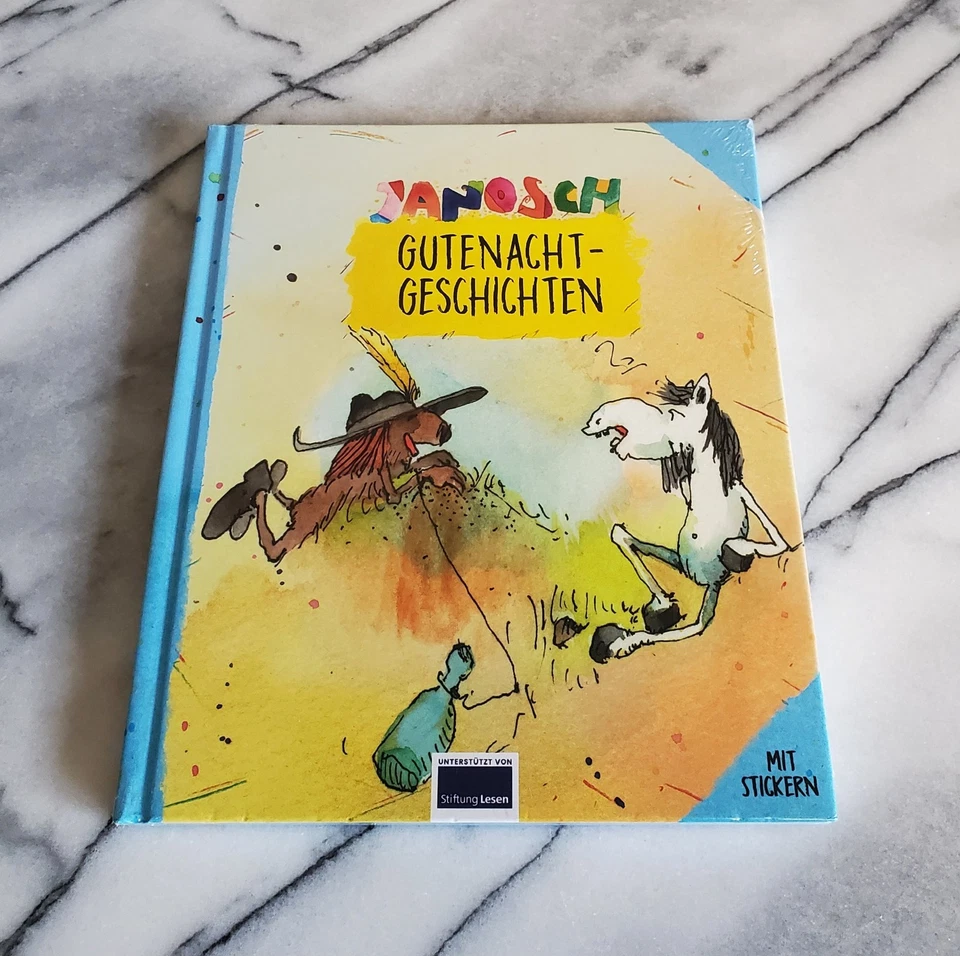 JANOSCH
GUTENACHT-
GESCHICHTEN
UNTERSTÜTZT VON
Stiftung Lesen
MIT
STICKERN